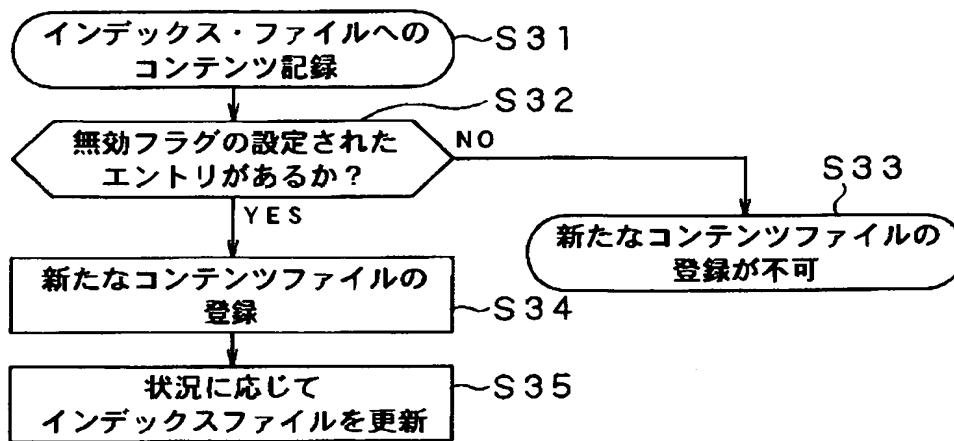 インデックス・ファイルへの
コンテンツ記録
S31
S32
無効フラグの設定された
エントリがあるか?
NO
YES
S33
新たなコンテンツファイルの
登録が不可
新たなコンテンツファイルの
登録
S34
状況に応じて
インデックスファイルを更新
S35